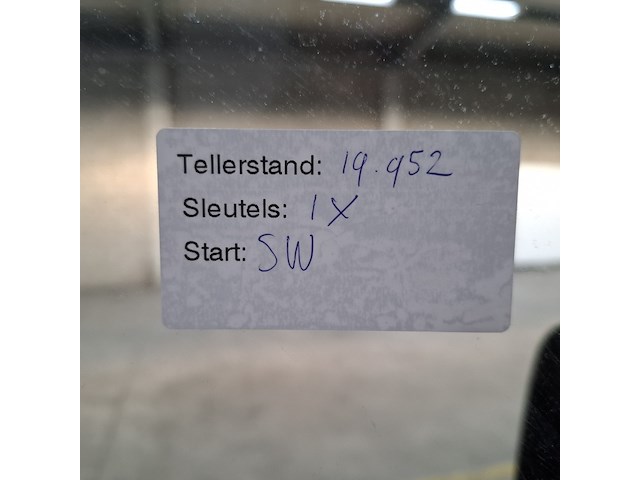 Tellerstand: 19.952
Sleutels: 1X
Start: SW